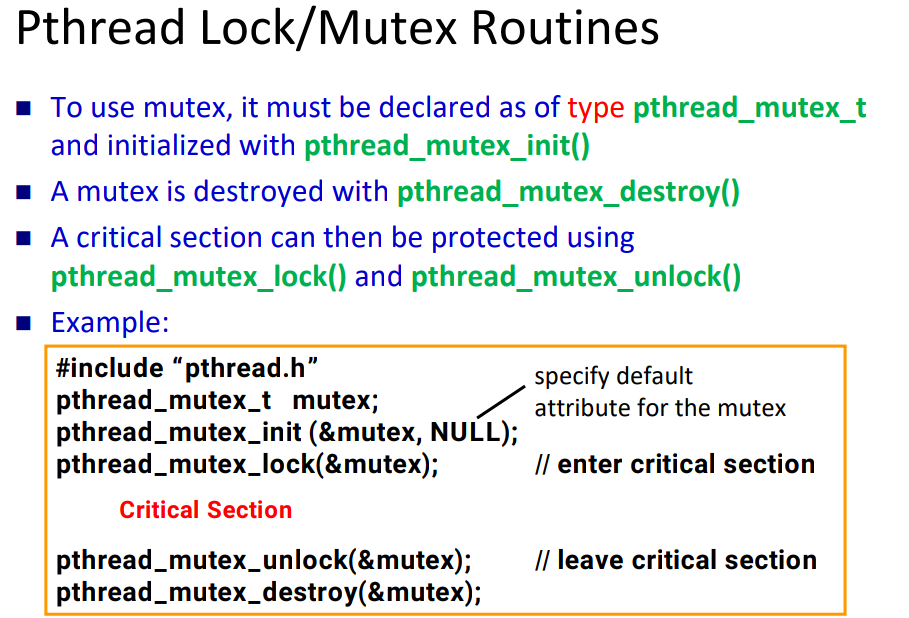 Pthread Lock/Mutex Routines
■ To use mutex, it must be declared as of type pthread_mutex_t
and initialized with pthread_mutex_init()
■ A mutex is destroyed with pthread_mutex_destroy()
■ A critical section can then be protected using
pthread_mutex_lock() and pthread_mutex_unlock()
■ Example:
#include “pthread.h”
specify default
pthread_mutex_t mutex;
attribute for the mutex
pthread_mutex_init (&mutex, NULL);
pthread_mutex_lock(&mutex); // enter critical section
Critical Section
pthread_mutex_unlock(&mutex); // leave critical section
pthread_mutex_destroy(&mutex);